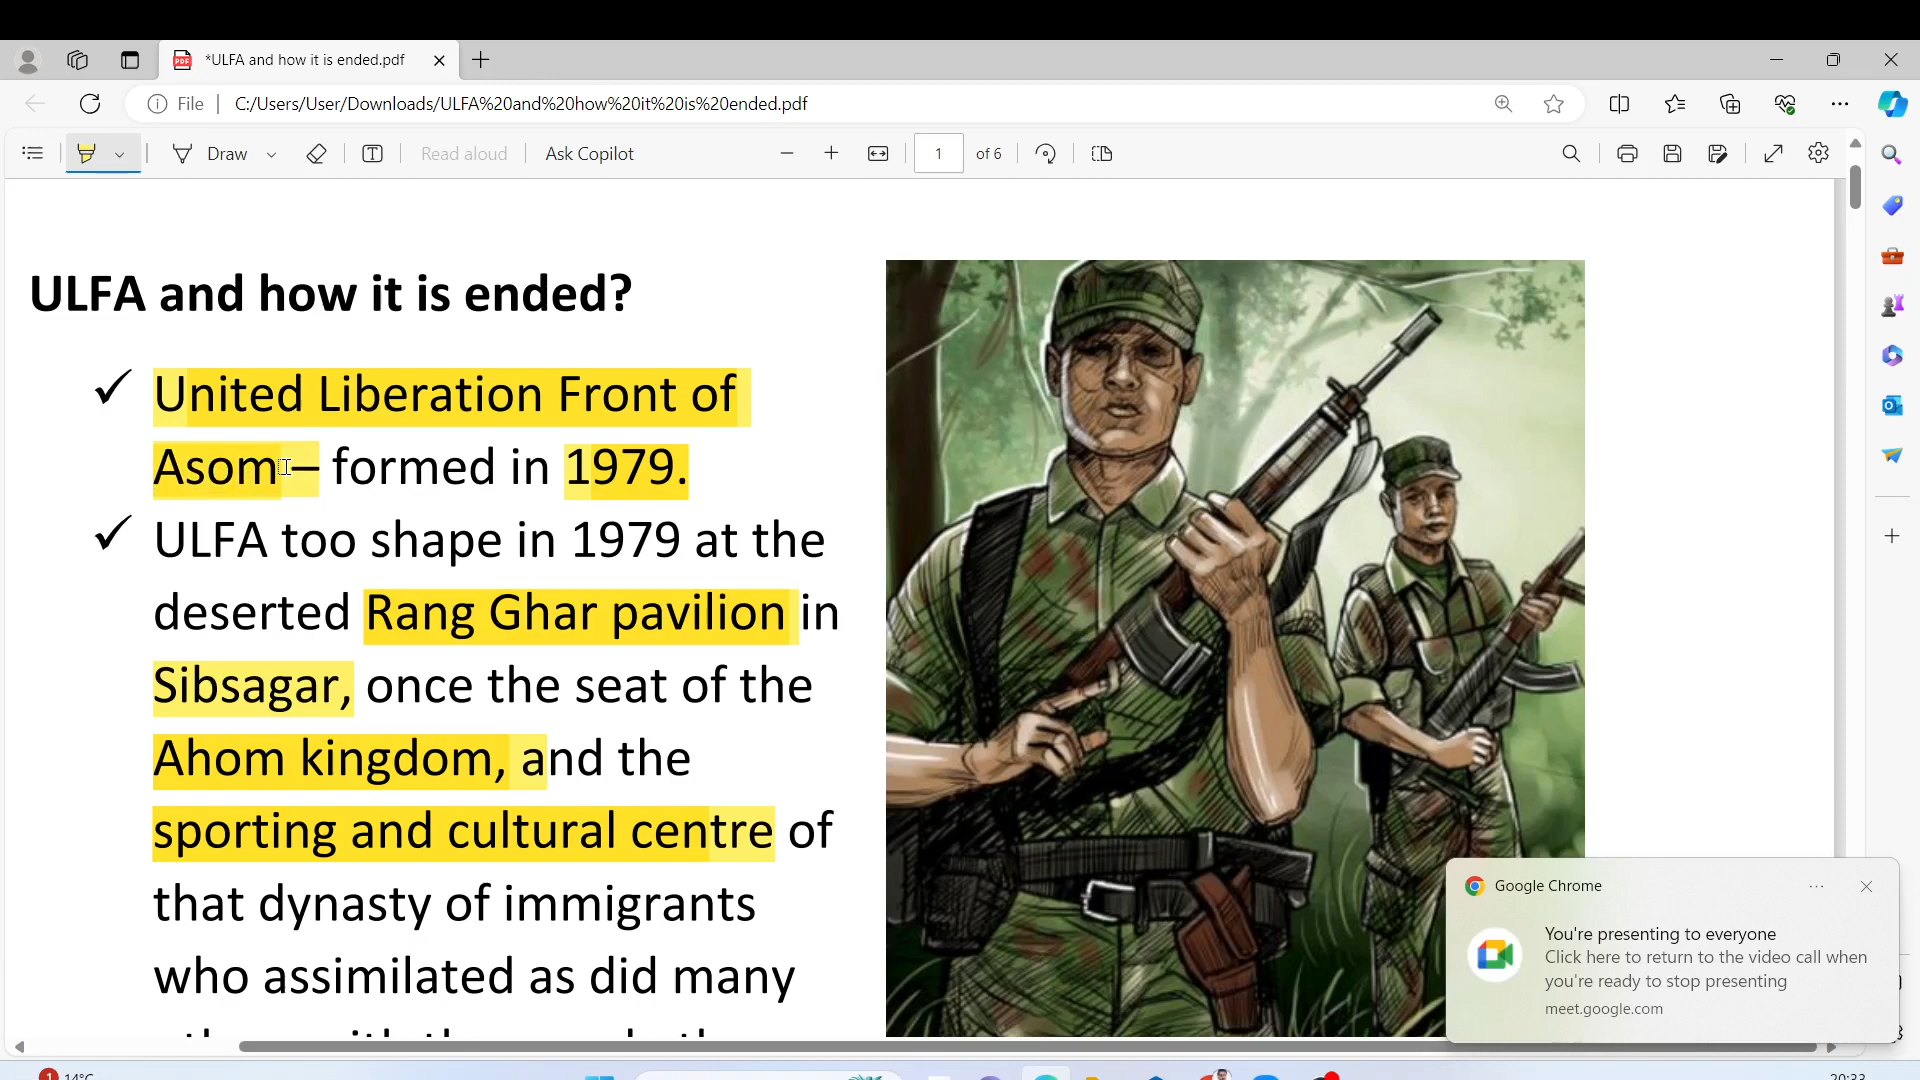 *ULFA and how it is ended.pdf
File
C:/Users/User/Downloads/ULFA%20and%20how%20it%20is%20ended.pdf
Draw
Read aloud
Ask Copilot
1 of 6
ULFA and how it is ended?
✓ United Liberation Front of
Asom – formed in 1979.
✓ ULFA too shape in 1979 at the
deserted Rang Ghar pavilion in
Sibsagar, once the seat of the
Ahom kingdom, and the
sporting and cultural centre of
that dynasty of immigrants
who assimilated as did many
Google Chrome
You're presenting to everyone
Click here to return to the video call when
you're ready to stop presenting
meet.google.com
1
14°C
20:33